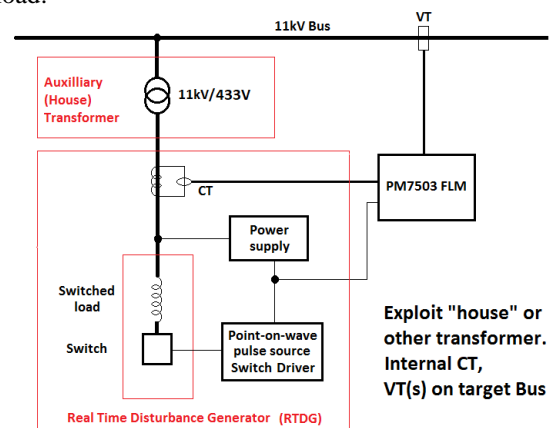 load.
11kV Bus
VT
Auxilliary
(House)
Transformer
11kV/433V
CT
PM7503 FLM
Power
supply
Switched
load
Switch
Point-on-wave
pulse source
Switch Driver
Exploit "house" or
other transformer.
Internal CT,
VT(s) on target Bus
Real Time Disturbance Generator (RTDG)